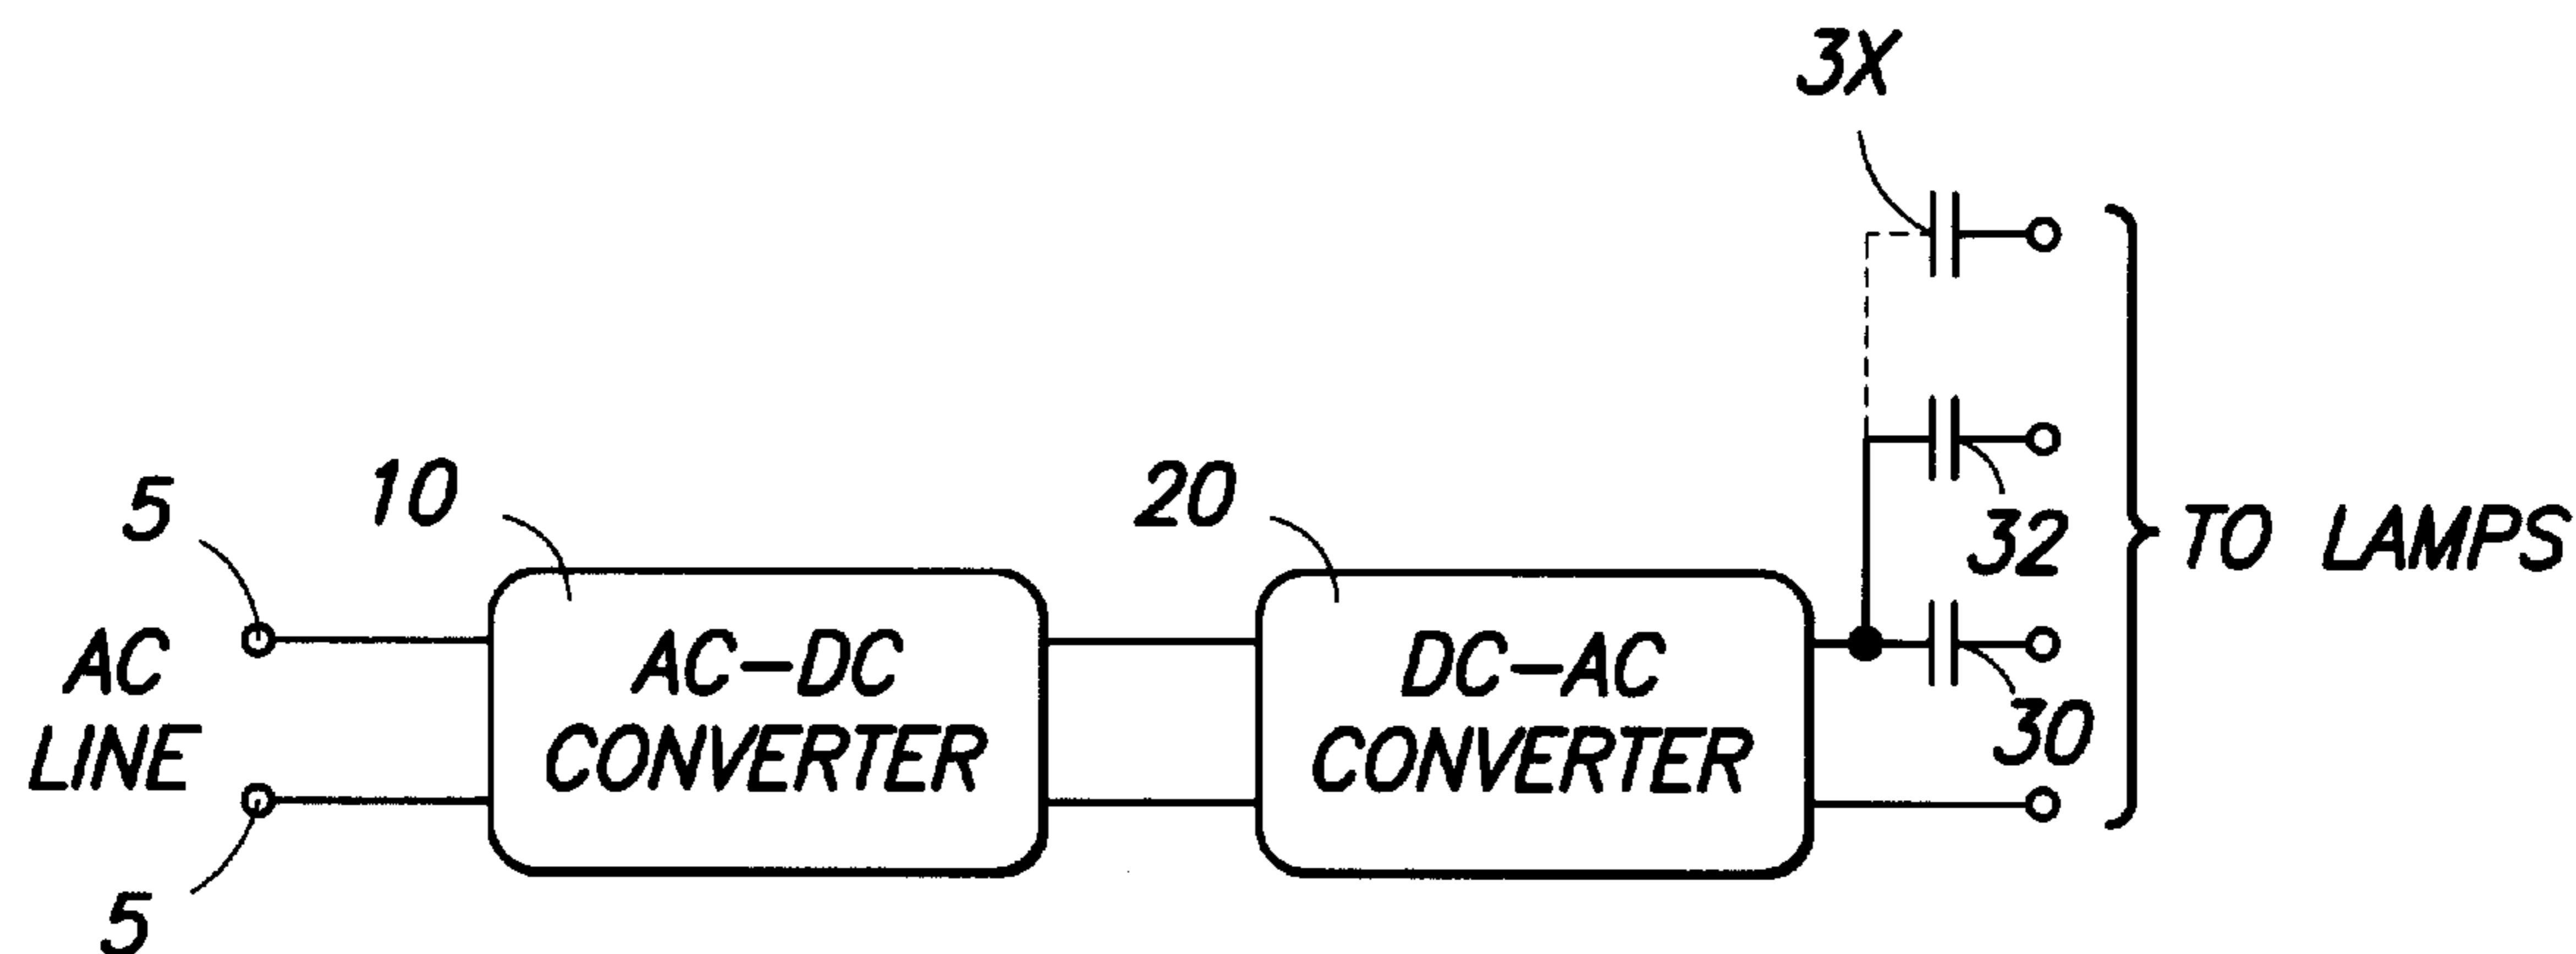 3X
5
10
20
32
TO LAMPS
AC
LINE
AC-DC
CONVERTER
DC-AC
CONVERTER
30
5